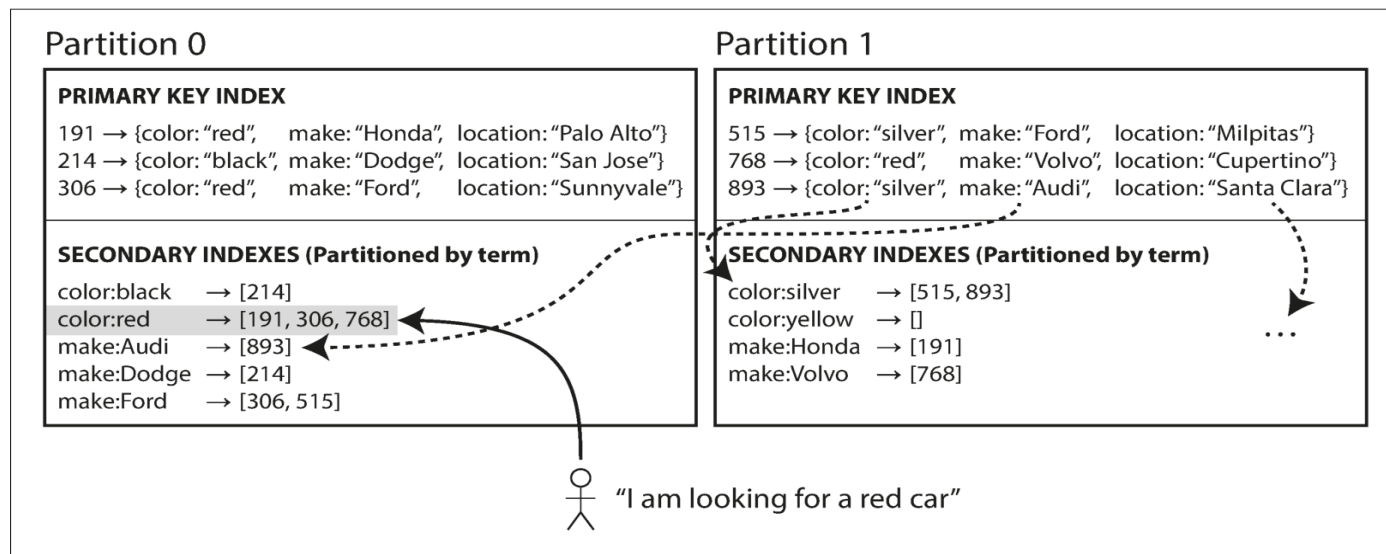 Partition 0
PRIMARY KEY INDEX
191 → {color: “red”, make: “Honda”, location: “Palo Alto”}
214 → {color: “black”, make: “Dodge”, location: “San Jose”}
306 → {color: “red”, make: “Ford”, location: “Sunnyvale”}
SECONDARY INDEXES (Partitioned by term)
color:black → [214]
color:red → [191, 306, 768]
make:Audi → [893]
make:Dodge → [214]
make:Ford → [306, 515]
Partition 1
PRIMARY KEY INDEX
515 → {color: “silver”, make: “Ford”, location: “Milpitas”}
768 → {color: “red”, make: “Volvo”, location: “Cupertino”}
893 → {color: “silver”, make: “Audi”, location: “Santa Clara”}
SECONDARY INDEXES (Partitioned by term)
color:silver → [515, 893]
color:yellow → []
make:Honda → [191]
make:Volvo → [768]
...
“I am looking for a red car”